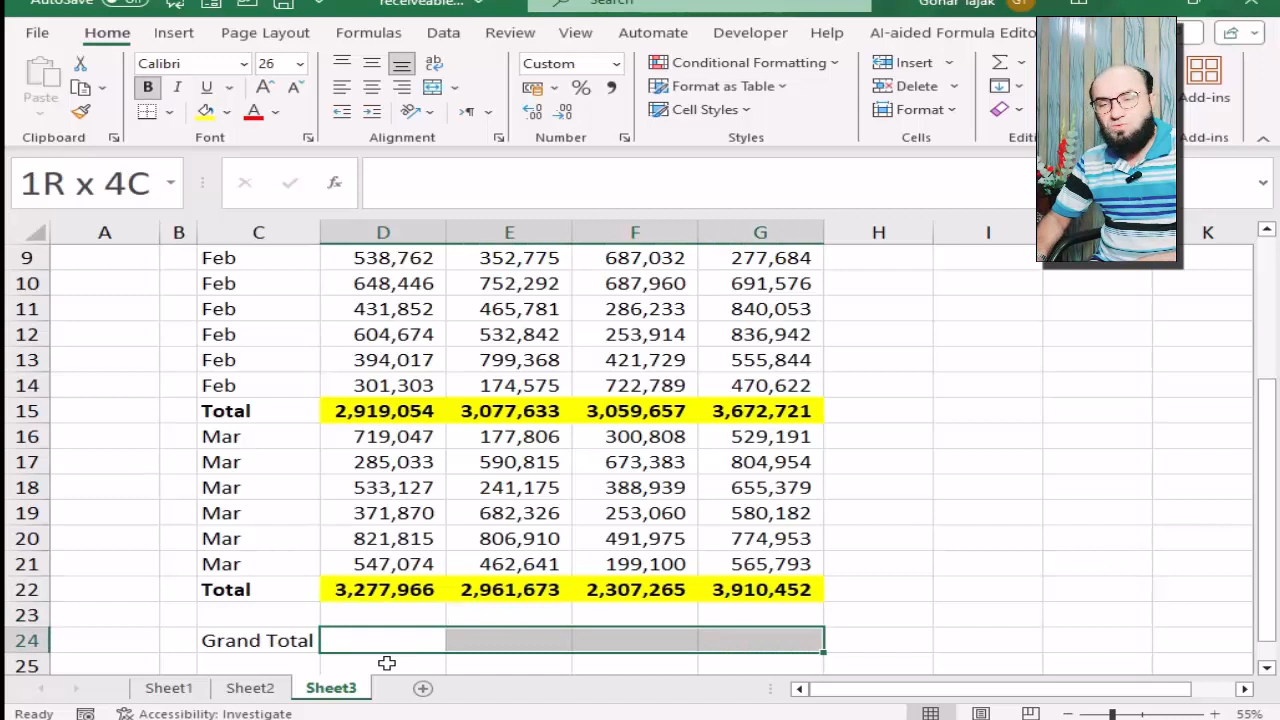 AutoSave Off receiveable... Search Gohar Tajak GT
File Home Insert Page Layout Formulas Data Review View Automate Developer Help AI-aided Formula Edito
Paste Calibri 26 Custom Conditional Formatting Insert
B I U Format as Table Delete Add-ins
Cell Styles Format
Clipboard Font Alignment Number Styles Cells Editi Add-ins
1R x 4C fx
A B C D E F G H I K
9 Feb 538,762 352,775 687,032 277,684
10 Feb 648,446 752,292 687,960 691,576
11 Feb 431,852 465,781 286,233 840,053
12 Feb 604,674 532,842 253,914 836,942
13 Feb 394,017 799,368 421,729 555,844
14 Feb 301,303 174,575 722,789 470,622
15 Total 2,919,054 3,077,633 3,059,657 3,672,721
16 Mar 719,047 177,806 300,808 529,191
17 Mar 285,033 590,815 673,383 804,954
18 Mar 533,127 241,175 388,939 655,379
19 Mar 371,870 682,326 253,060 580,182
20 Mar 821,815 806,910 491,975 774,953
21 Mar 547,074 462,641 199,100 565,793
22 Total 3,277,966 2,961,673 2,307,265 3,910,452
23
24 Grand Total
25
Sheet1 Sheet2 Sheet3
Ready Accessibility: Investigate 55%